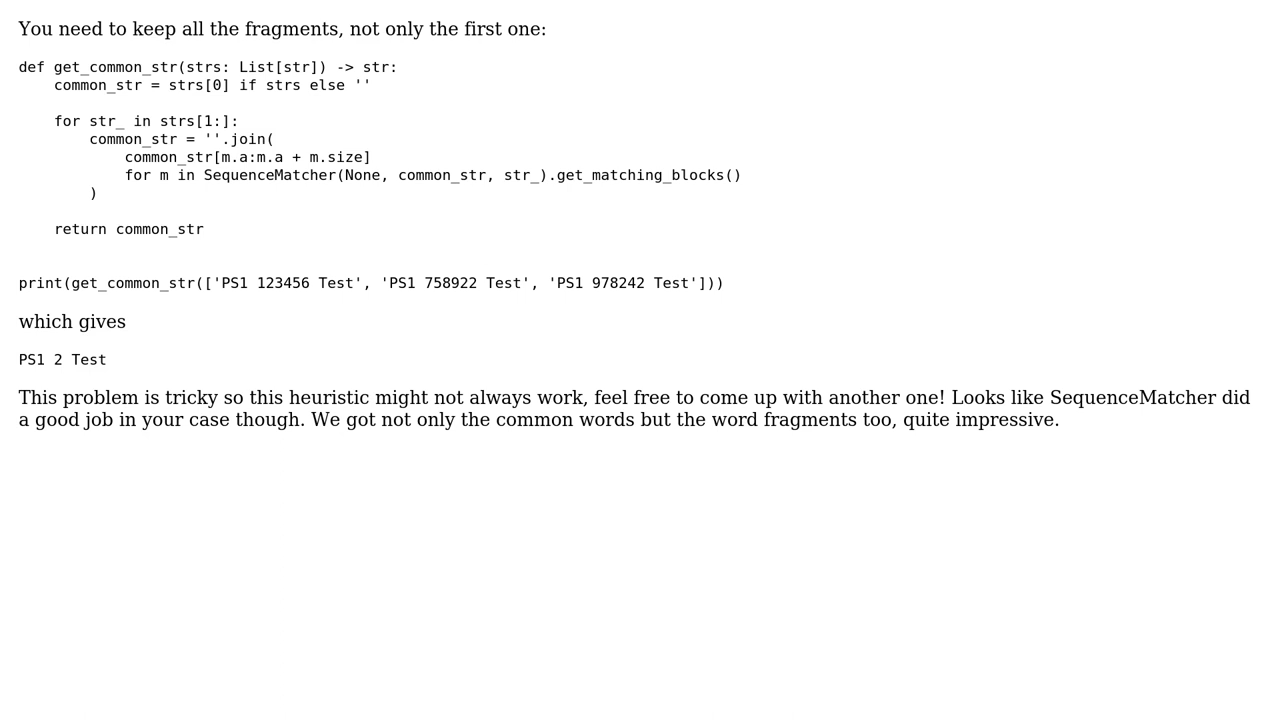 You need to keep all the fragments, not only the first one:
def get_common_str(strs: List[str]) -> str:
    common_str = strs[0] if strs else ''
    for str_ in strs[1:]:
        common_str = ''.join(
            common_str[m.a:m.a + m.size]
            for m in SequenceMatcher(None, common_str, str_).get_matching_blocks()
        )
    return common_str
print(get_common_str(['PS1 123456 Test', 'PS1 758922 Test', 'PS1 978242 Test']))
which gives
PS1 2 Test
This problem is tricky so this heuristic might not always work, feel free to come up with another one! Looks like SequenceMatcher did
a good job in your case though. We got not only the common words but the word fragments too, quite impressive.